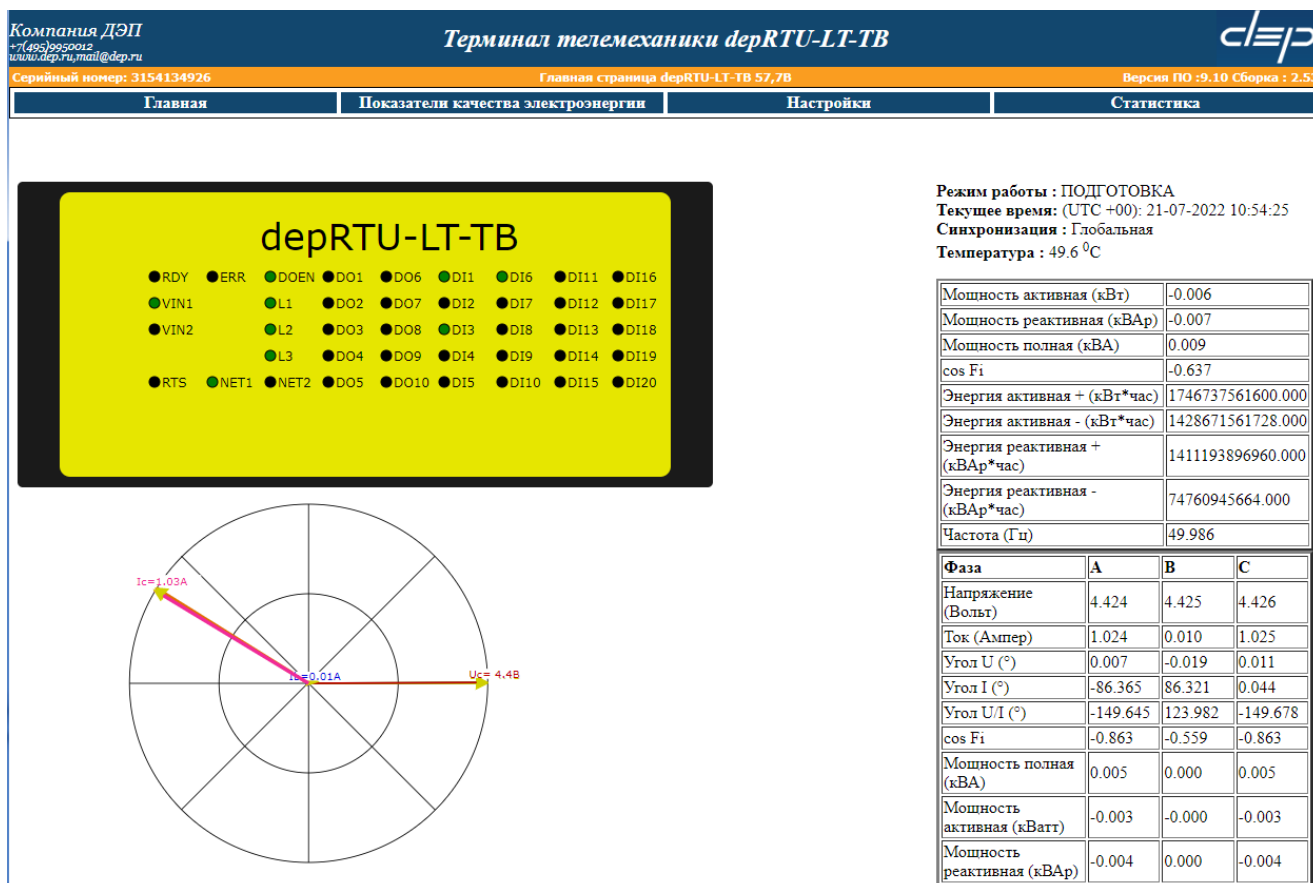 Компания ДЭП
+7(495)9950012
www.dep.ru,mail@dep.ru
Терминал телемеханики depRTU-LT-TB
dep
Серийный номер: 3154134926
Главная страница depRTU-LT-TB 57,7В
Версия ПО :9.10 Сборка : 2.53
Главная
Показатели качества электроэнергии
Настройки
Статистика
depRTU-LT-TB
RDY ERR DOEN DO1 DO6 DI1 DI6 DI11 DI16
VIN1 L1 DO2 DO7 DI2 DI7 DI12 DI17
VIN2 L2 DO3 DO8 DI3 DI8 DI13 DI18
L3 DO4 DO9 DI4 DI9 DI14 DI19
RTS NET1 NET2 DO5 DO10 DI5 DI10 DI15 DI20
Ic=1.03A
=0.01A
Uc= 4.4В
Режим работы : ПОДГОТОВКА
Текущее время: (UTC +00): 21-07-2022 10:54:25
Синхронизация : Глобальная
Температура : 49.6 ⁰C
Мощность активная (кВт) -0.006
Мощность реактивная (кВАр) -0.007
Мощность полная (кВА) 0.009
cos Fi -0.637
Энергия активная + (кВт*час) 1746737561600.000
Энергия активная - (кВт*час) 1428671561728.000
Энергия реактивная +
(кВАр*час) 1411193896960.000
Энергия реактивная -
(кВАр*час) 74760945664.000
Частота (Гц) 49.986
Фаза A B C
Напряжение
(Вольт) 4.424 4.425 4.426
Ток (Ампер) 1.024 0.010 1.025
Угол U (°) 0.007 -0.019 0.011
Угол I (°) -86.365 86.321 0.044
Угол U/I (°) -149.645 123.982 -149.678
cos Fi -0.863 -0.559 -0.863
Мощность полная
(кВА) 0.005 0.000 0.005
Мощность
активная (кВатт) -0.003 -0.000 -0.003
Мощность
реактивная (кВАр) -0.004 0.000 -0.004